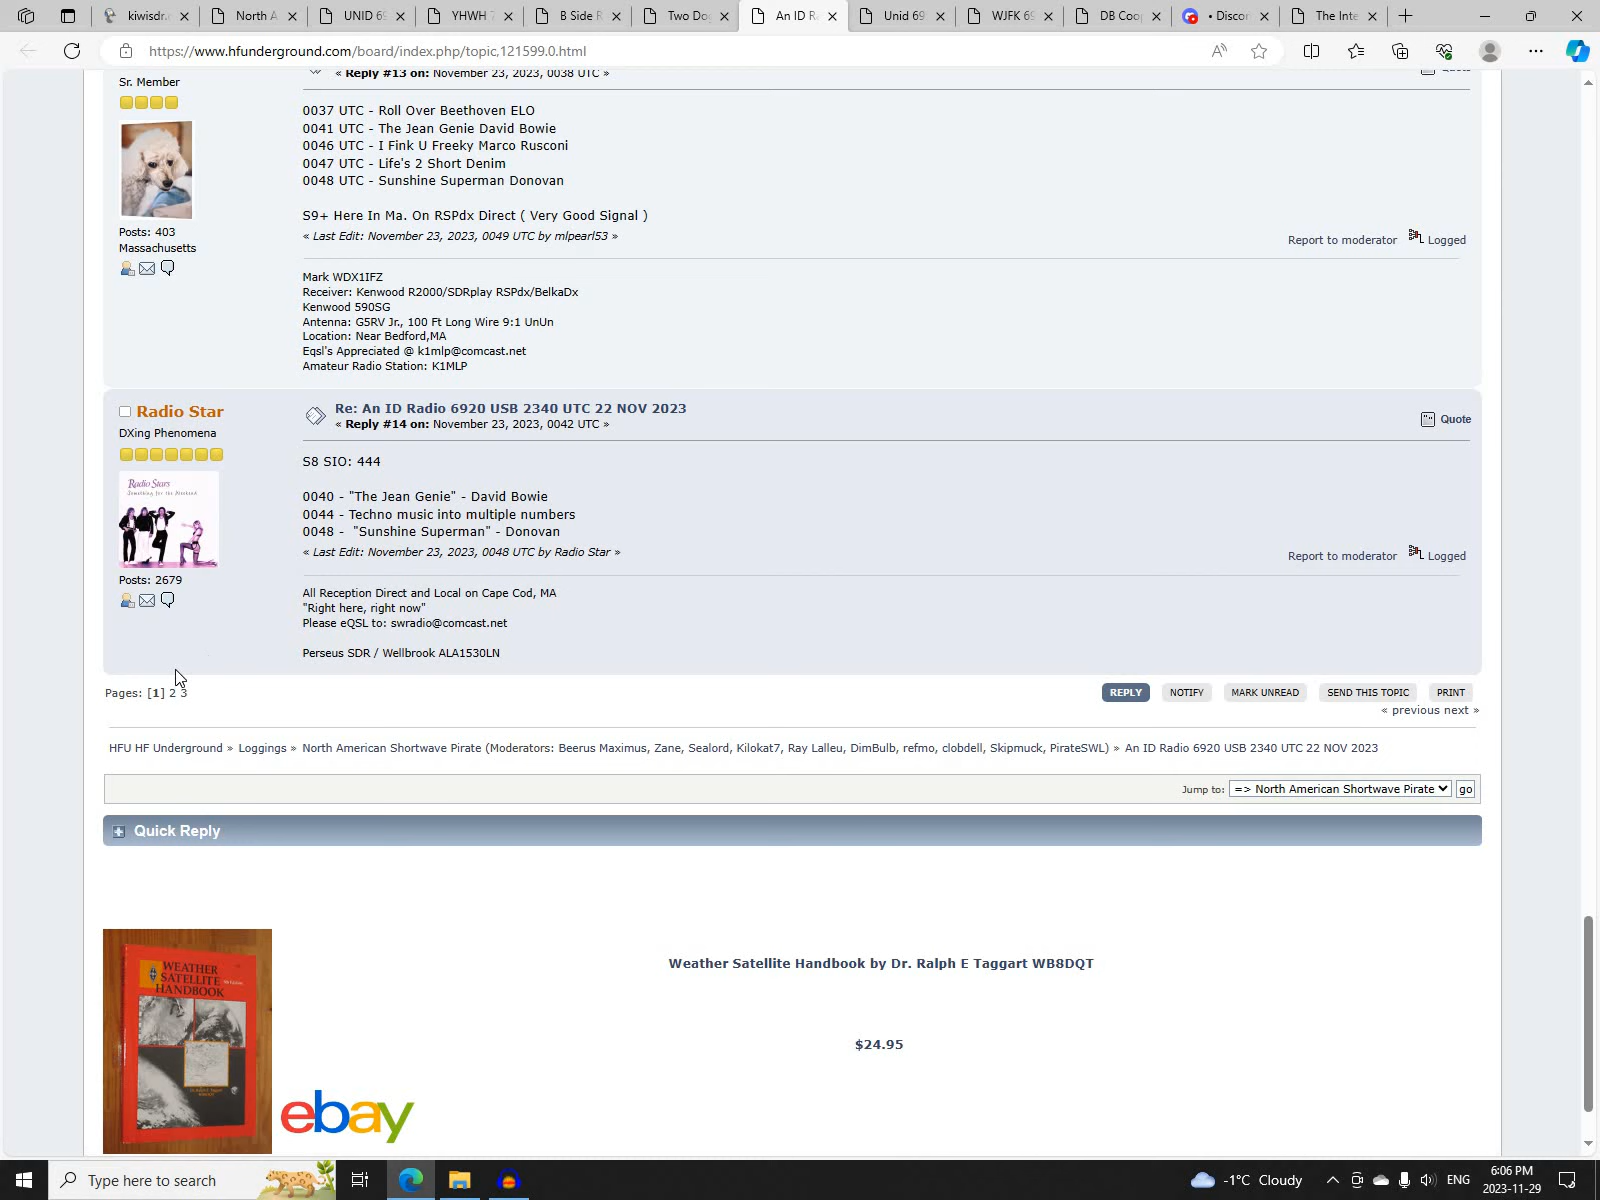 kiwisdr.
North A
UNID 69
YHWH 7
B Side R
Two Do
An ID R
Unid 69
WJFK 69
DB Coo
• Discor
The Inte
https://www.hfunderground.com/board/index.php/topic,121599.0.html
Sr. Member
« Reply #13 on: November 23, 2023, 0038 UTC »
Quote
0037 UTC - Roll Over Beethoven ELO
0041 UTC - The Jean Genie David Bowie
0046 UTC - I Fink U Freeky Marco Rusconi
0047 UTC - Life's 2 Short Denim
0048 UTC - Sunshine Superman Donovan
S9+ Here In Ma. On RSPdx Direct ( Very Good Signal )
« Last Edit: November 23, 2023, 0049 UTC by mlpearl53 »
Posts: 403
Massachusetts
Report to moderator
Logged
Mark WDX1IFZ
Receiver: Kenwood R2000/SDRplay RSPdx/BelkaDx
Kenwood 590SG
Antenna: G5RV Jr., 100 Ft Long Wire 9:1 UnUn
Location: Near Bedford,MA
Eqsl's Appreciated @ k1mlp@comcast.net
Amateur Radio Station: K1MLP
Radio Star
DXing Phenomena
Re: An ID Radio 6920 USB 2340 UTC 22 NOV 2023
« Reply #14 on: November 23, 2023, 0042 UTC »
Quote
Radio Stars
Something for the Weekend
S8 SIO: 444
0040 - "The Jean Genie" - David Bowie
0044 - Techno music into multiple numbers
0048 - "Sunshine Superman" - Donovan
« Last Edit: November 23, 2023, 0048 UTC by Radio Star »
Report to moderator
Logged
Posts: 2679
All Reception Direct and Local on Cape Cod, MA
"Right here, right now"
Please eQSL to: swradio@comcast.net
Perseus SDR / Wellbrook ALA1530LN
Pages: [1] 2 3
REPLY NOTIFY MARK UNREAD SEND THIS TOPIC PRINT
« previous next »
HFU HF Underground » Loggings » North American Shortwave Pirate (Moderators: Beerus Maximus, Zane, Sealord, Kilokat7, Ray Lalleu, DimBulb, refmo, clobdell, Skipmuck, PirateSWL) » An ID Radio 6920 USB 2340 UTC 22 NOV 2023
Jump to: => North American Shortwave Pirate go
Quick Reply
WEATHER
SATELLITE
HANDBOOK
Weather Satellite Handbook by Dr. Ralph E Taggart WB8DQT
$24.95
ebay
Type here to search
-1°C Cloudy
ENG
6:06 PM
2023-11-29